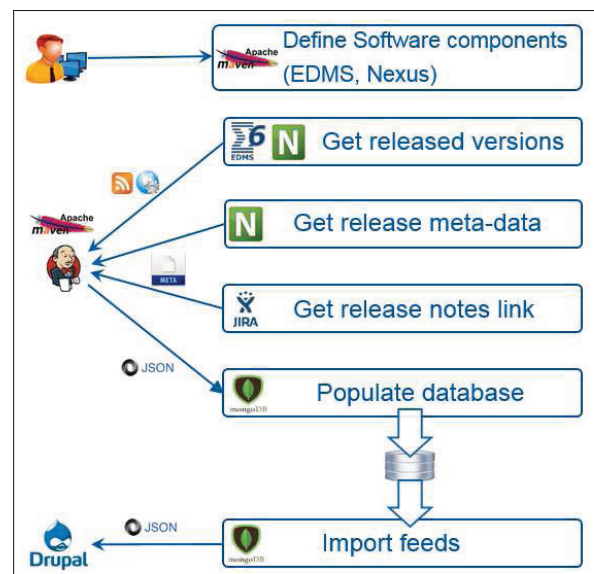 Apache
maven
Define Software components
(EDMS, Nexus)
6
EDMS
N
Get released versions
Apache
maven
N
Get release meta-data
META
JIRA
Get release notes link
JSON
mongoDB
Populate database
JSON
Drupal
mongoDB
Import feeds